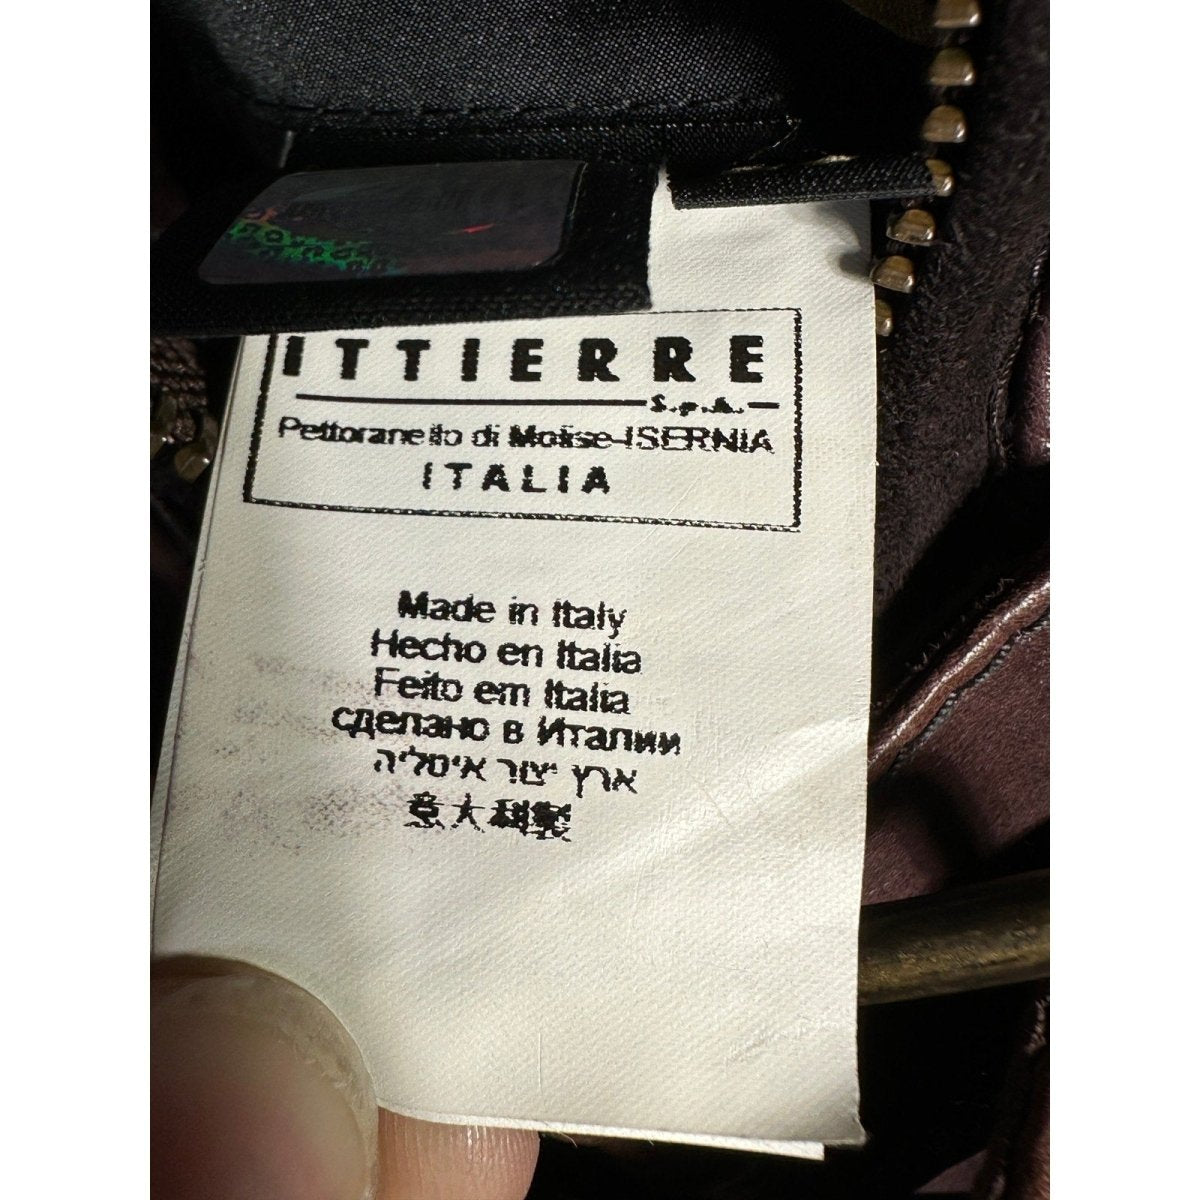 ITTIERRE
S.p.A.
Pettoranello di Molise-ISERNIA
ITALIA
Made in Italy
Hecho en Italia
Feito em Italia
сделано в Италии
ארץ יצור איטליה